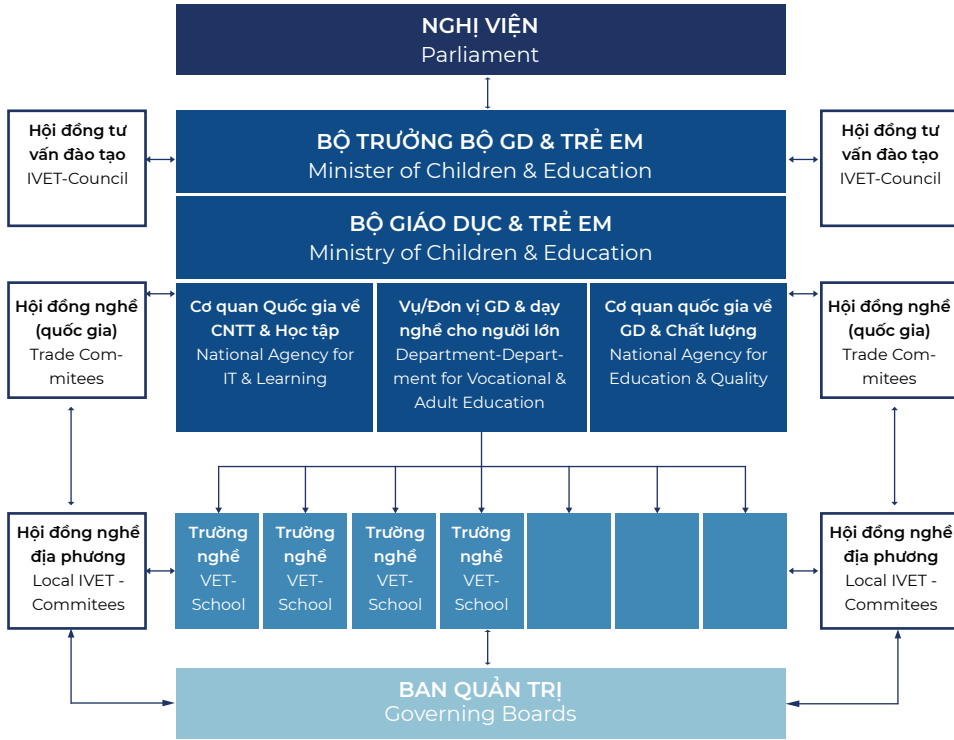 NGHỊ VIỆN
Parliament
Hội đồng tư
vấn đào tạo
IVET-Council
BỘ TRƯỞNG BỘ GD & TRẺ EM
Minister of Children & Education
Hội đồng tư
vấn đào tạo
IVET-Council
BỘ GIÁO DỤC & TRẺ EM
Ministry of Children & Education
Hội đồng nghề
(quốc gia)
Trade Com-
mitees
Cơ quan Quốc gia về
CNTT & Học tập
National Agency for
IT & Learning
Vụ/Đơn vị GD & dạy
nghề cho người lớn
Department-Depart-
ment for Vocational &
Adult Education
Cơ quan quốc gia về
GD & Chất lượng
National Agency for
Education & Quality
Hội đồng nghề
(quốc gia)
Trade Com-
mitees
Hội đồng nghề
địa phương
Local IVET -
Commitees
Trường
nghề
VET-
School
Trường
nghề
VET-
School
Trường
nghề
VET-
School
Trường
nghề
VET-
School
Hội đồng nghề
địa phương
Local IVET -
Commitees
BAN QUẢN TRỊ
Governing Boards